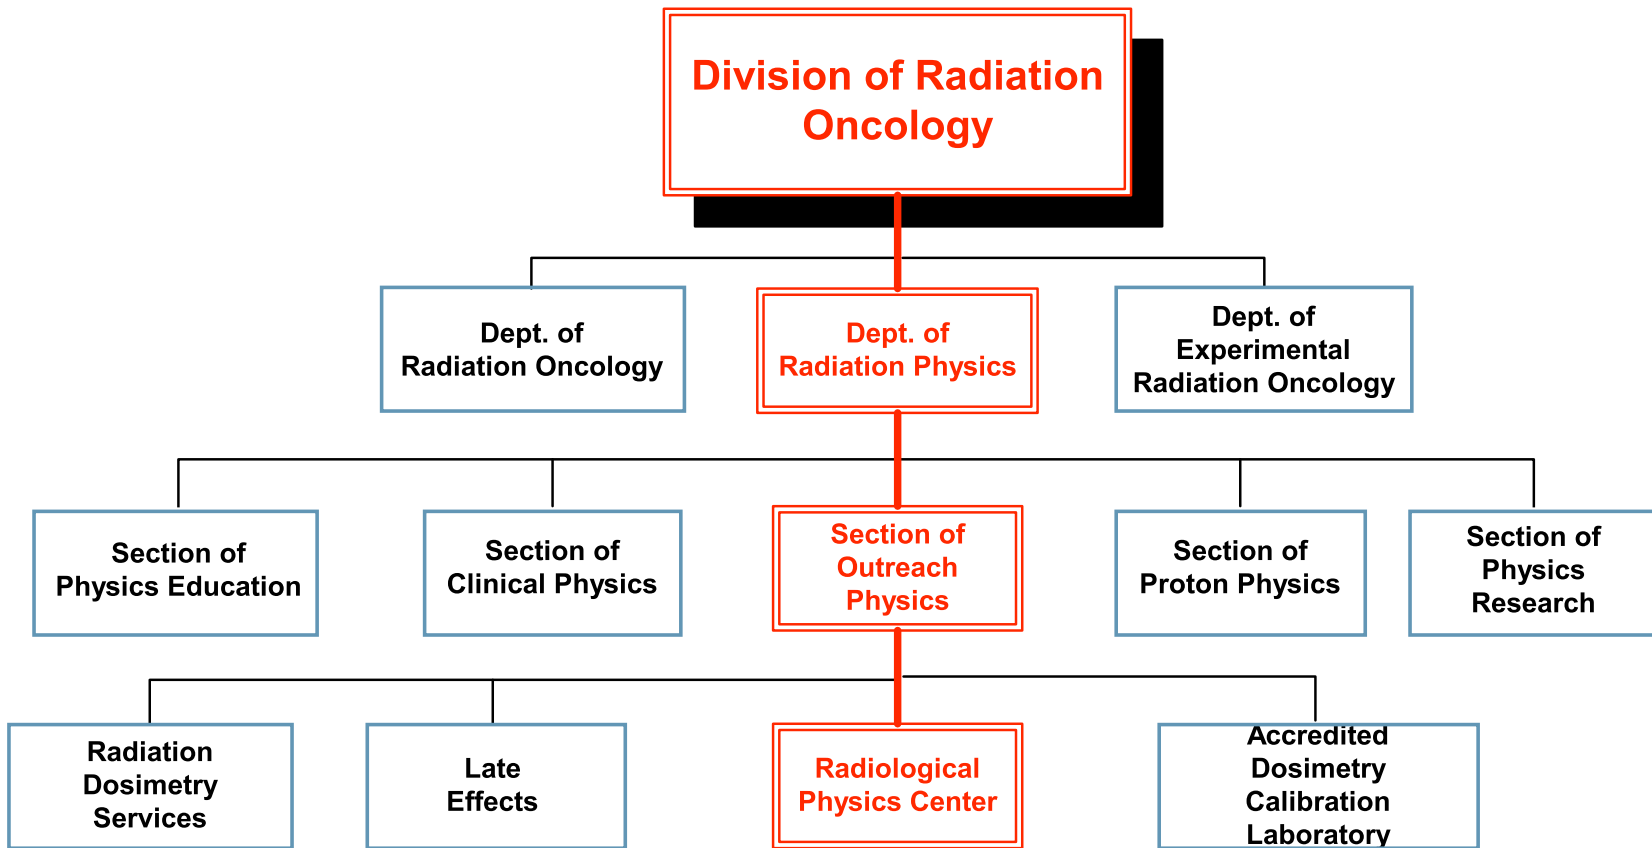 Division of Radiation
Oncology
Dept. of
Radiation Oncology
Dept. of
Radiation Physics
Dept. of
Experimental
Radiation Oncology
Section of
Physics Education
Section of
Clinical Physics
Section of
Outreach
Physics
Section of
Proton Physics
Section of
Physics
Research
Radiation
Dosimetry
Services
Late
Effects
Radiological
Physics Center
Accredited
Dosimetry
Calibration
Laboratory